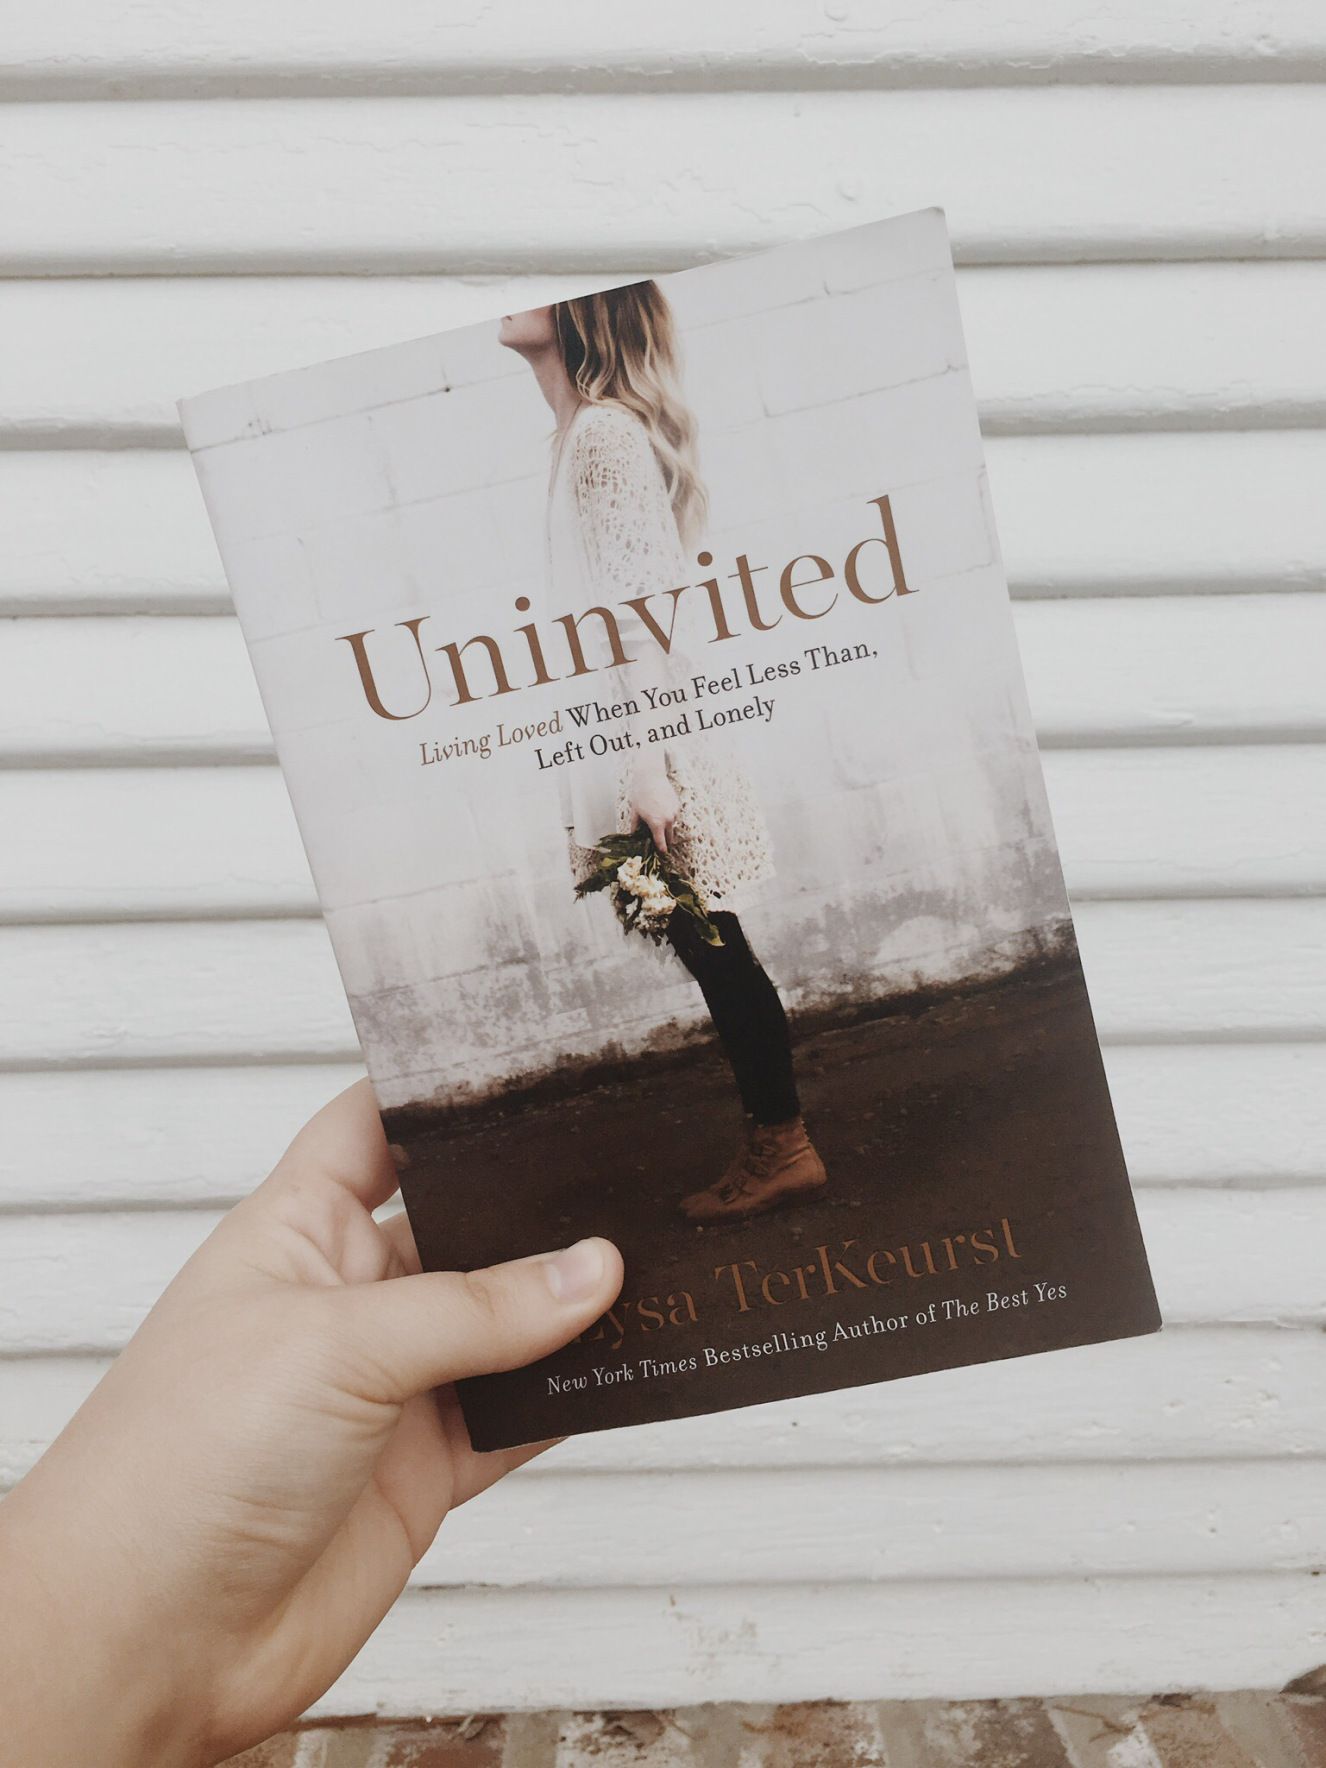 Uninvited
Living Loved When You Feel Less Than,
Left Out, and Lonely
Lysa TerKeurst
New York Times Bestselling Author of The Best Yes